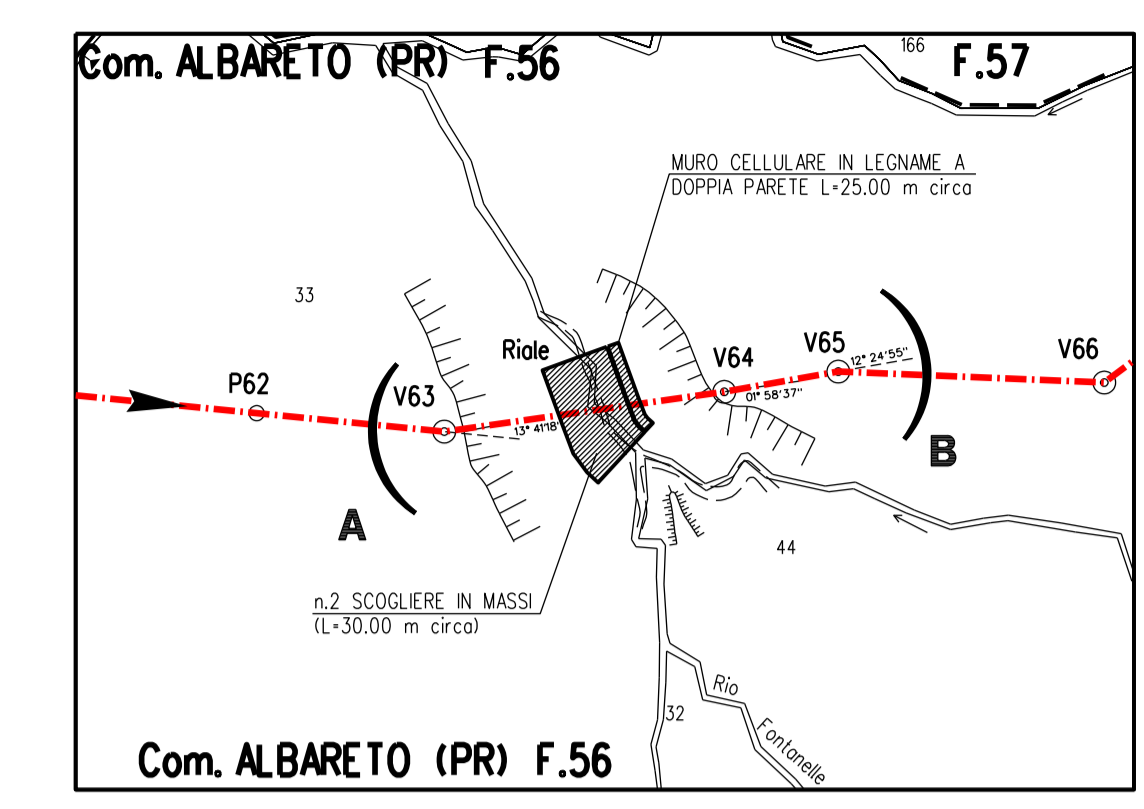 Com. ALBARETO (PR) F.56
166
F.57
MURO CELLULARE IN LEGNAME A
DOPPIA PARETE L=25.00 m circa
33
Riale
V64
V65
12° 24'55"
V66
P62
V63
01° 58'37"
13° 41'18"
B
A
44
n.2 SCOGLIERE IN MASSI
(L=30.00 m circa)
Rio
Fontanelle
32
Com. ALBARETO (PR) F.56